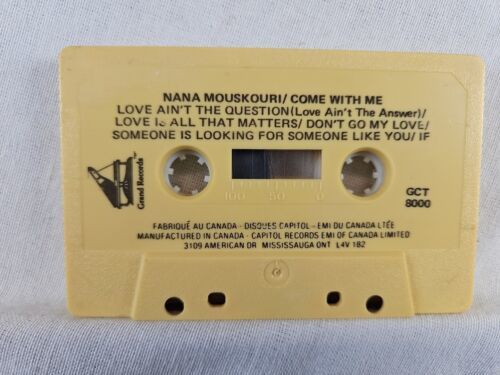 NANA MOUSKOURI/ COME WITH ME
LOVE AIN'T THE QUESTION(Love Ain't The Answer)/
LOVE IS ALL THAT MATTERS/ DON'T GO MY LOVE/
SOMEONE IS LOOKING FOR SOMEONE LIKE YOU/ IF
Grand Records™
100 50 0
GCT
8000
FABRIQUÉ AU CANADA - DISQUES CAPITOL - EMI DU CANADA LTÉE
MANUFACTURED IN CANADA - CAPITOL RECORDS EMI OF CANADA LIMITED
3109 AMERICAN DR MISSISSAUGA ONT L4V 1B2